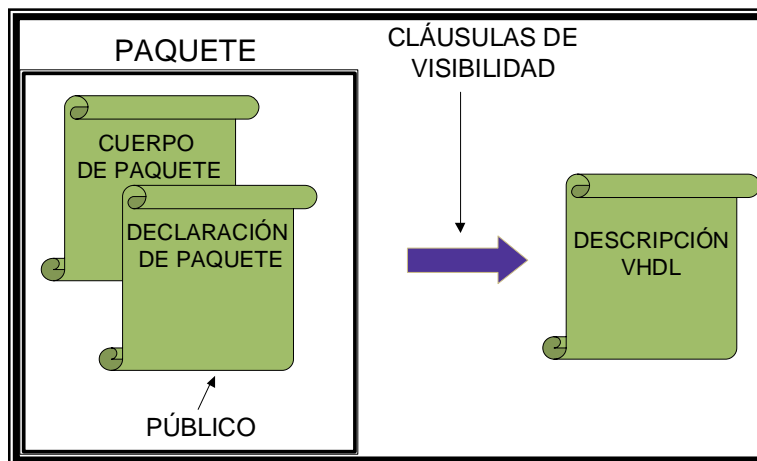 PAQUETE
CLÁUSULAS DE
VISIBILIDAD
CUERPO
DE PAQUETE
DECLARACIÓN
DE PAQUETE
DESCRIPCIÓN
VHDL
PÚBLICO